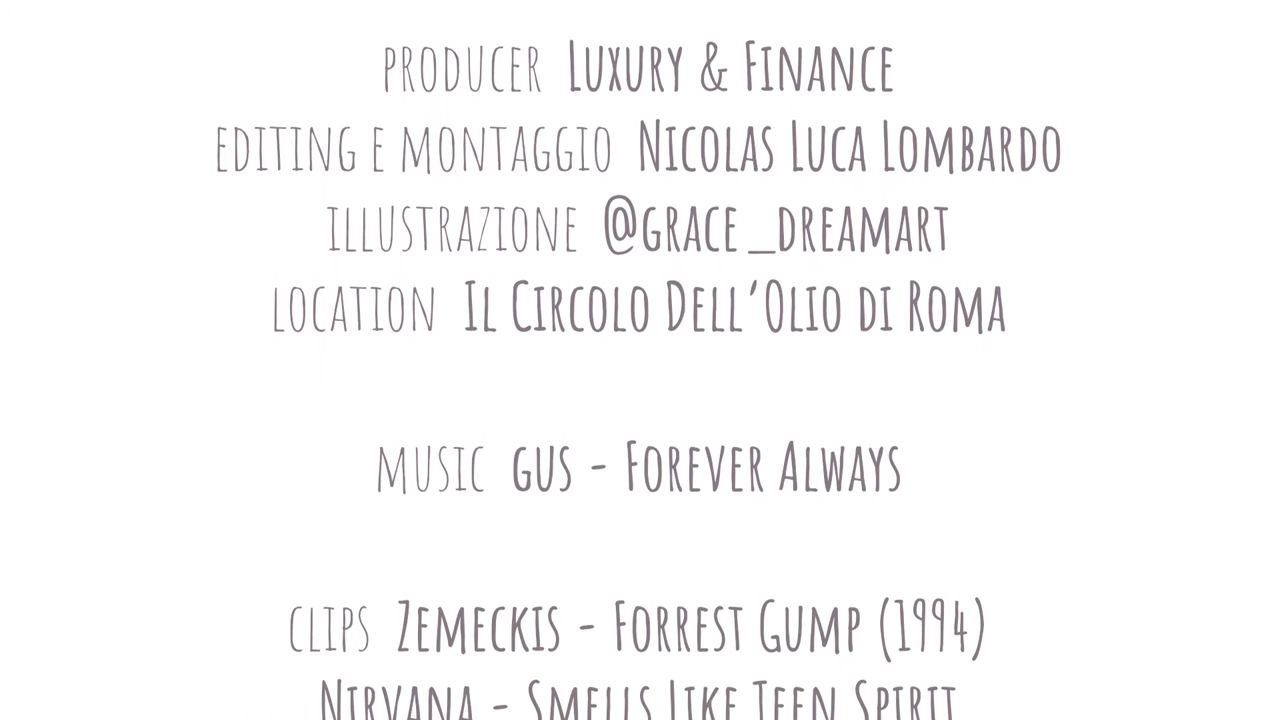 PRODUCER LUXURY & FINANCE
EDITING E MONTAGGIO NICOLAS LUCA LOMBARDO
ILLUSTRAZIONE @GRACE_DREAMART
LOCATION IL CIRCOLO DELL'OLIO DI ROMA
MUSIC GUS - FOREVER ALWAYS
CLIPS ZEMECKIS - FORREST GUMP (1994)
NIRVANA - SMELLS LIKE TEEN SPIRIT